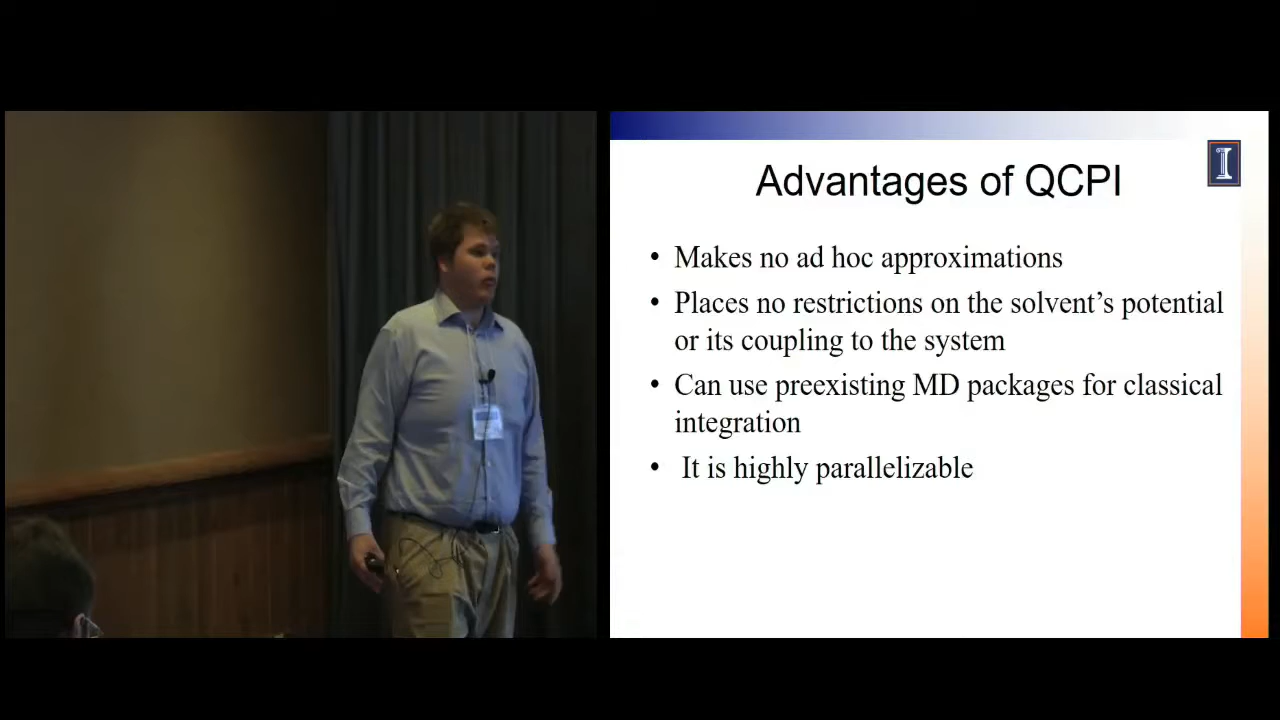 Advantages of QCPI
• Makes no ad hoc approximations
• Places no restrictions on the solvent’s potential
or its coupling to the system
• Can use preexisting MD packages for classical
integration
• It is highly parallelizable
I